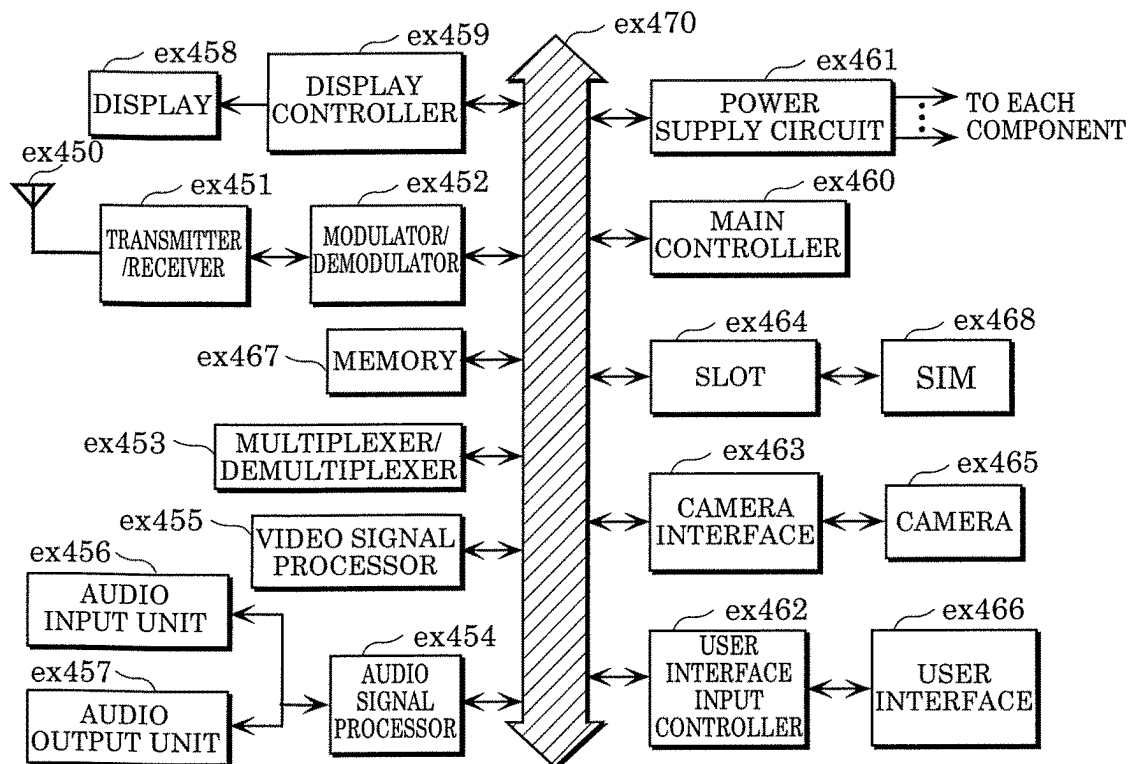 ex470
ex459
ex458
DISPLAY
DISPLAY
CONTROLLER
ex461
POWER
SUPPLY CIRCUIT
TO EACH
COMPONENT
ex450
ex451
TRANSMITTER
/RECEIVER
ex452
MODULATOR/
DEMODULATOR
ex460
MAIN
CONTROLLER
ex467
MEMORY
ex464
SLOT
ex468
SIM
ex453
MULTIPLEXER/
DEMULTIPLEXER
ex463
CAMERA
INTERFACE
ex465
CAMERA
ex455
VIDEO SIGNAL
PROCESSOR
ex456
AUDIO
INPUT UNIT
ex457
AUDIO
OUTPUT UNIT
ex454
AUDIO
SIGNAL
PROCESSOR
ex462
USER
INTERFACE
INPUT
CONTROLLER
ex466
USER
INTERFACE